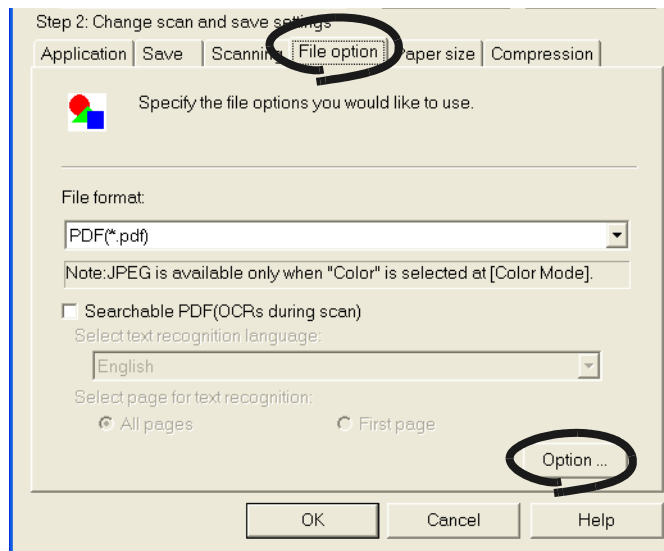 Step 2: Change scan and save settings
Application Save Scanning File option Paper size Compression
Specify the file options you would like to use.
File format:
PDF(*.pdf)
Note:JPEG is available only when "Color" is selected at [Color Mode].
Searchable PDF(OCRs during scan)
Select text recognition language:
English
Select page for text recognition:
All pages First page
Option ...
OK Cancel Help